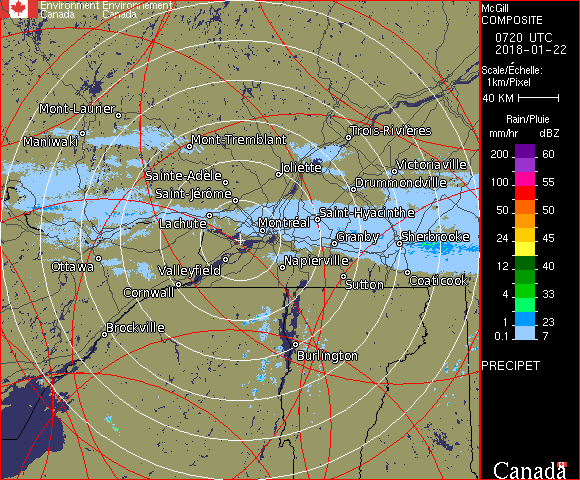 Environment Environnement
Canada Canada
McGill
COMPOSITE
0720 UTC
2018-01-22
Scale/Échelle:
1km/Pixel
40 KM
Rain/Pluie
mm/hr dBZ
200 60
100 55
50 50
24 45
12 40
4 33
1 23
0.1 7
PRECIPET
Canada
Mont-Laurier
Maniwaki
Mont-Tremblant
Trois-Rivières
Joliette
Victoriaville
Sainte-Adèle
Drummondville
Saint-Jérôme
Saint-Hyacinthe
Lachute
Montréal
Granby
Sherbrooke
Ottawa
Valleyfield
Napierville
Cornwall
Sutton
Coaticook
Brockville
Burlington